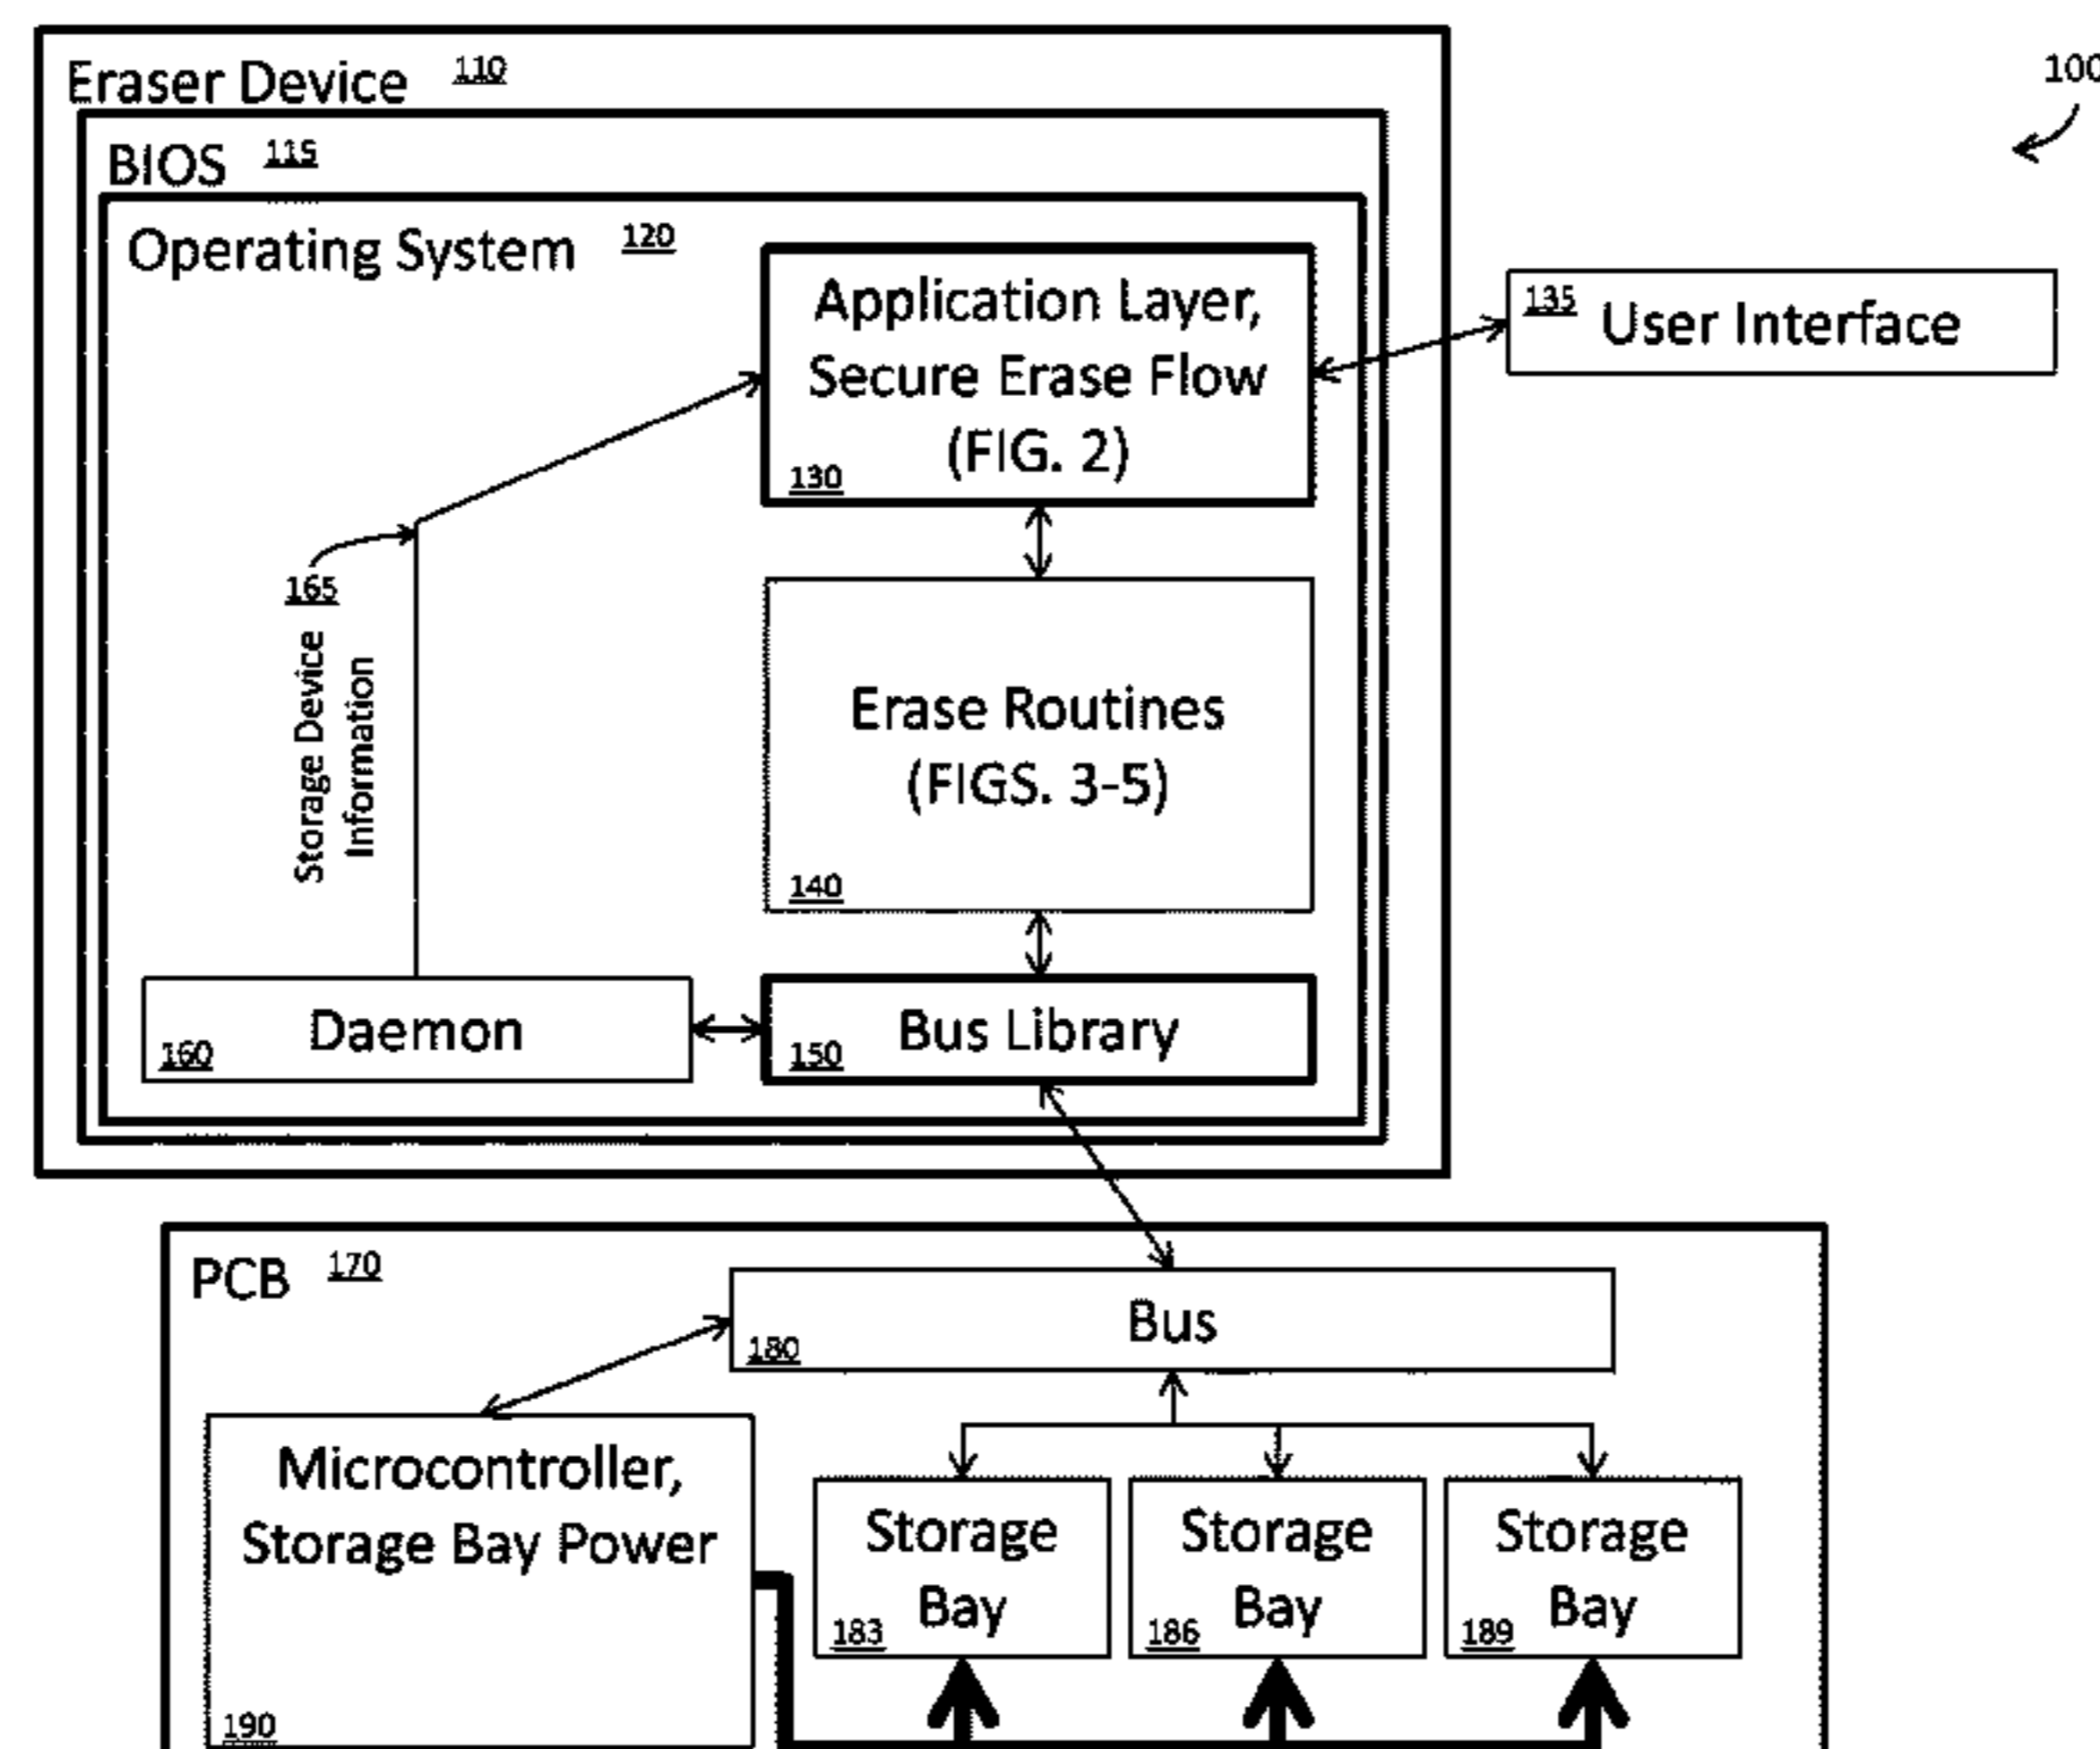 Eraser Device 110
100
BIOS 115
Operating System 120
Application Layer,
Secure Erase Flow
(FIG. 2)
130
135 User Interface
165
Storage Device
Information
Erase Routines
(FIGS. 3-5)
140
Daemon
160
Bus Library
150
PCB 170
Bus
180
Microcontroller,
Storage Bay Power
190
Storage
Bay
183
Storage
Bay
186
Storage
Bay
189